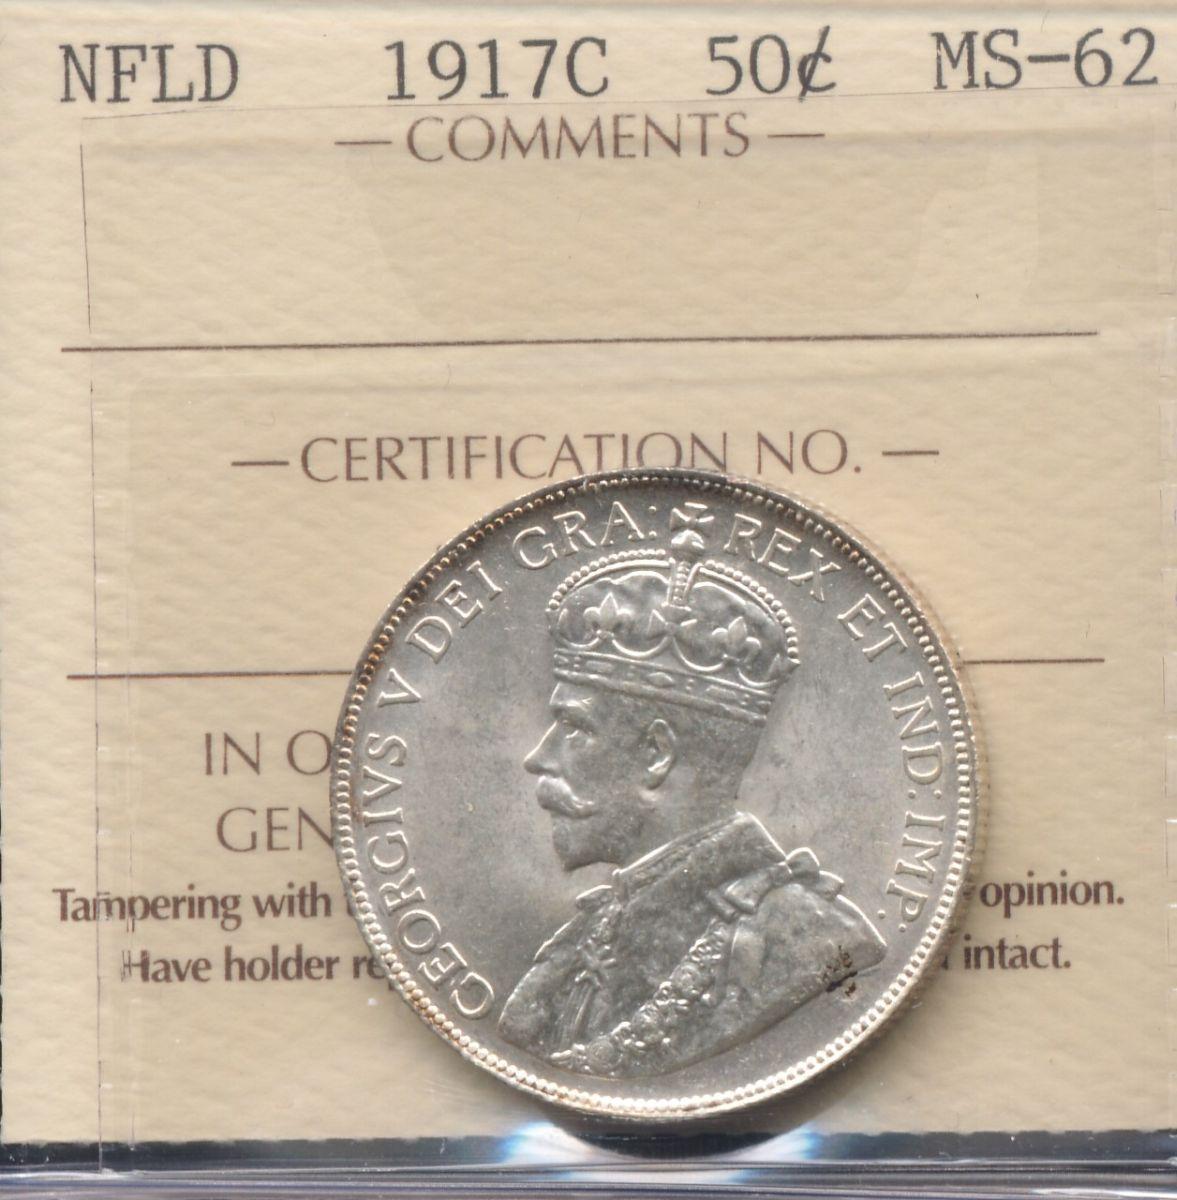 NFLD 1917C 50¢ MS-62
— COMMENTS —
— CERTIFICATION NO. —
GEORGIVS V DEI GRA: REX ET IND: IMP.
IN O
GEN
Tampering with opinion.
Have holder intact.